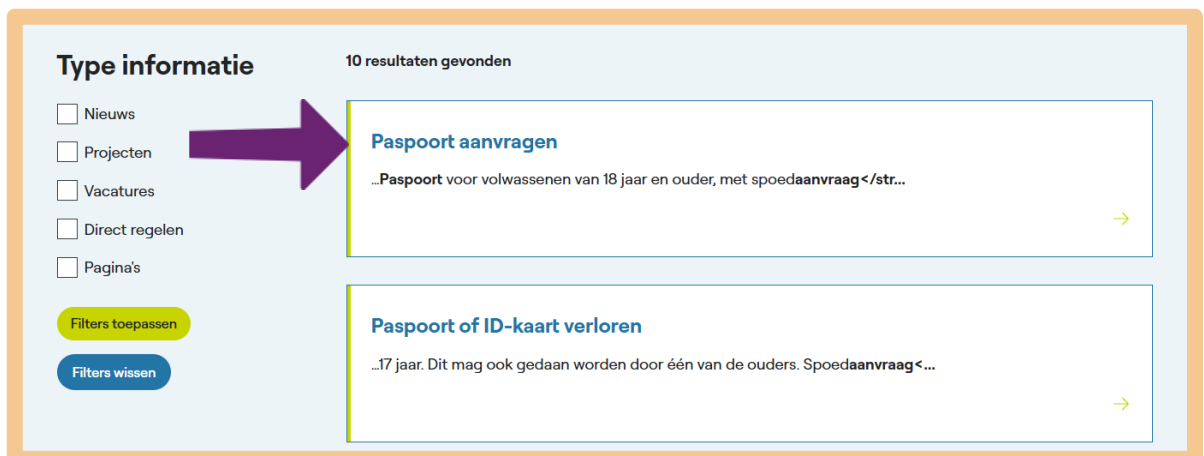 Type informatie
Nieuws
Projecten
Vacatures
Direct regelen
Pagina's
Filters toepassen
Filters wissen
10 resultaten gevonden
Paspoort aanvragen
...Paspoort voor volwassenen van 18 jaar en ouder, met spoedaanvraag</str...
Paspoort of ID-kaart verloren
...17 jaar. Dit mag ook gedaan worden door één van de ouders. Spoedaanvraag<...